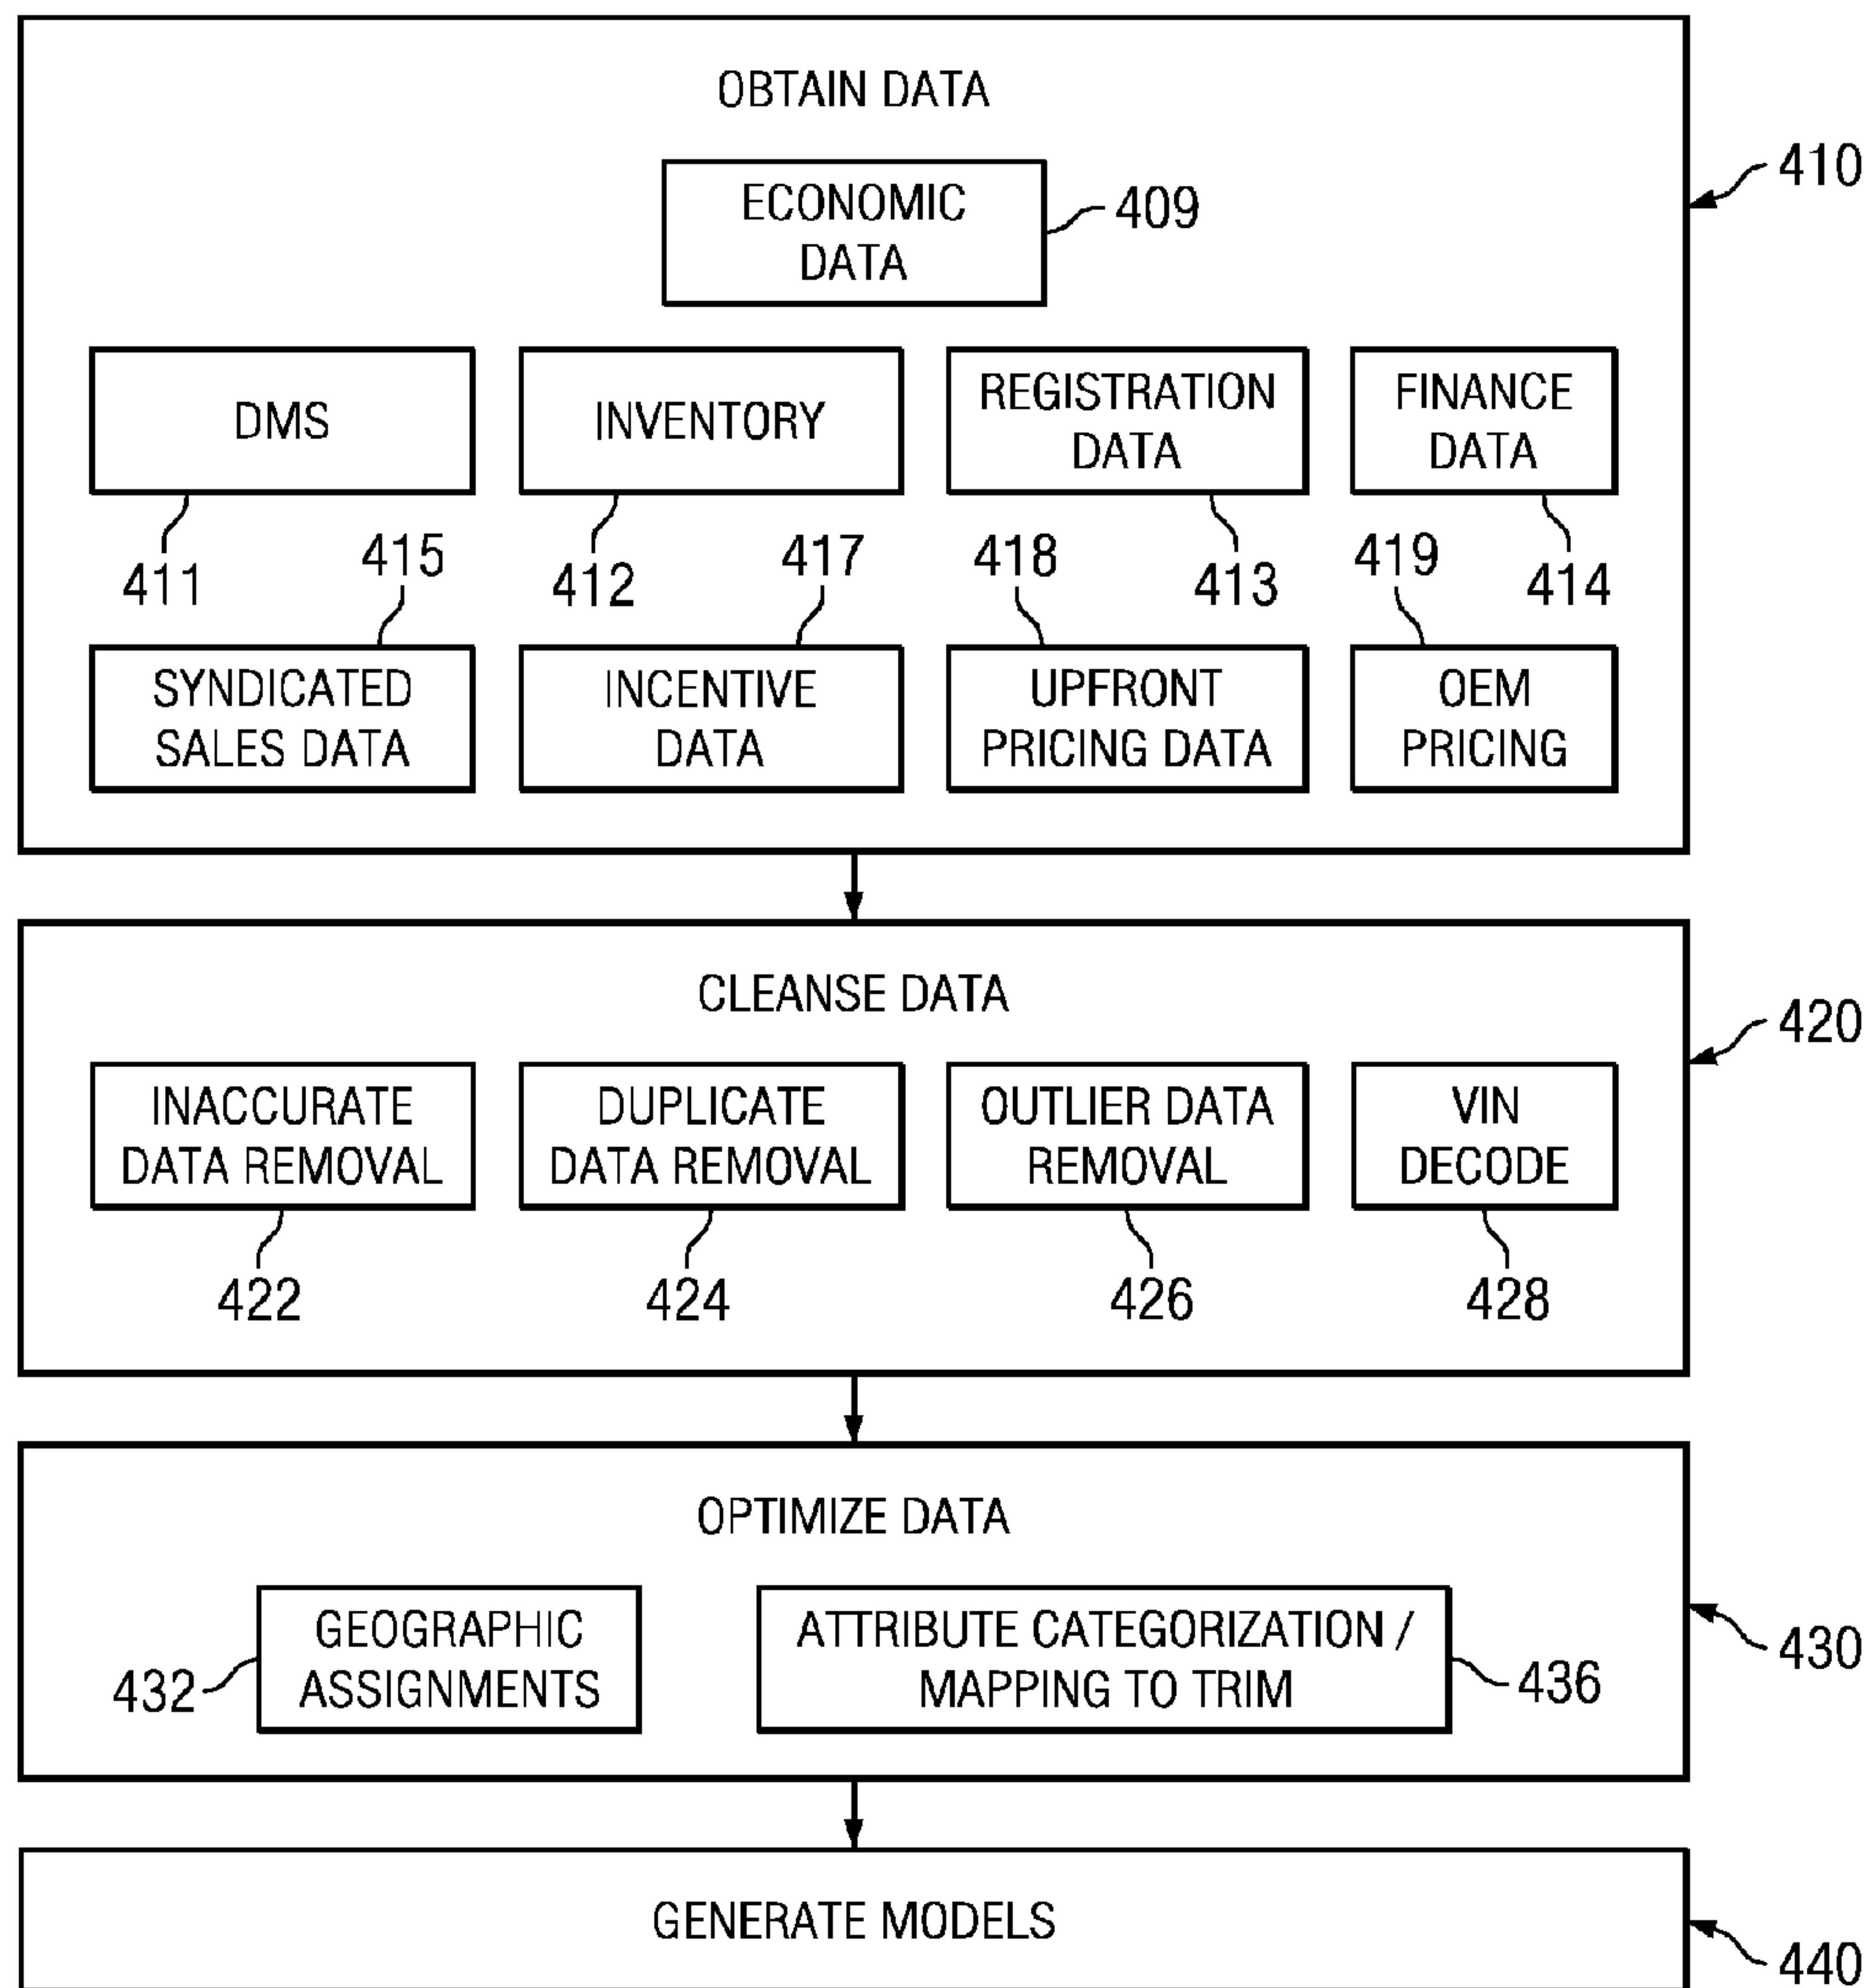 OBTAIN DATA
410
ECONOMIC
DATA
409
DMS
INVENTORY
REGISTRATION
DATA
FINANCE
DATA
411
415
412
417
418
413
419
414
SYNDICATED
SALES DATA
INCENTIVE
DATA
UPFRONT
PRICING DATA
OEM
PRICING
CLEANSE DATA
420
INACCURATE
DATA REMOVAL
DUPLICATE
DATA REMOVAL
OUTLIER DATA
REMOVAL
VIN
DECODE
422
424
426
428
OPTIMIZE DATA
430
432
GEOGRAPHIC
ASSIGNMENTS
ATTRIBUTE CATEGORIZATION /
MAPPING TO TRIM
436
GENERATE MODELS
440